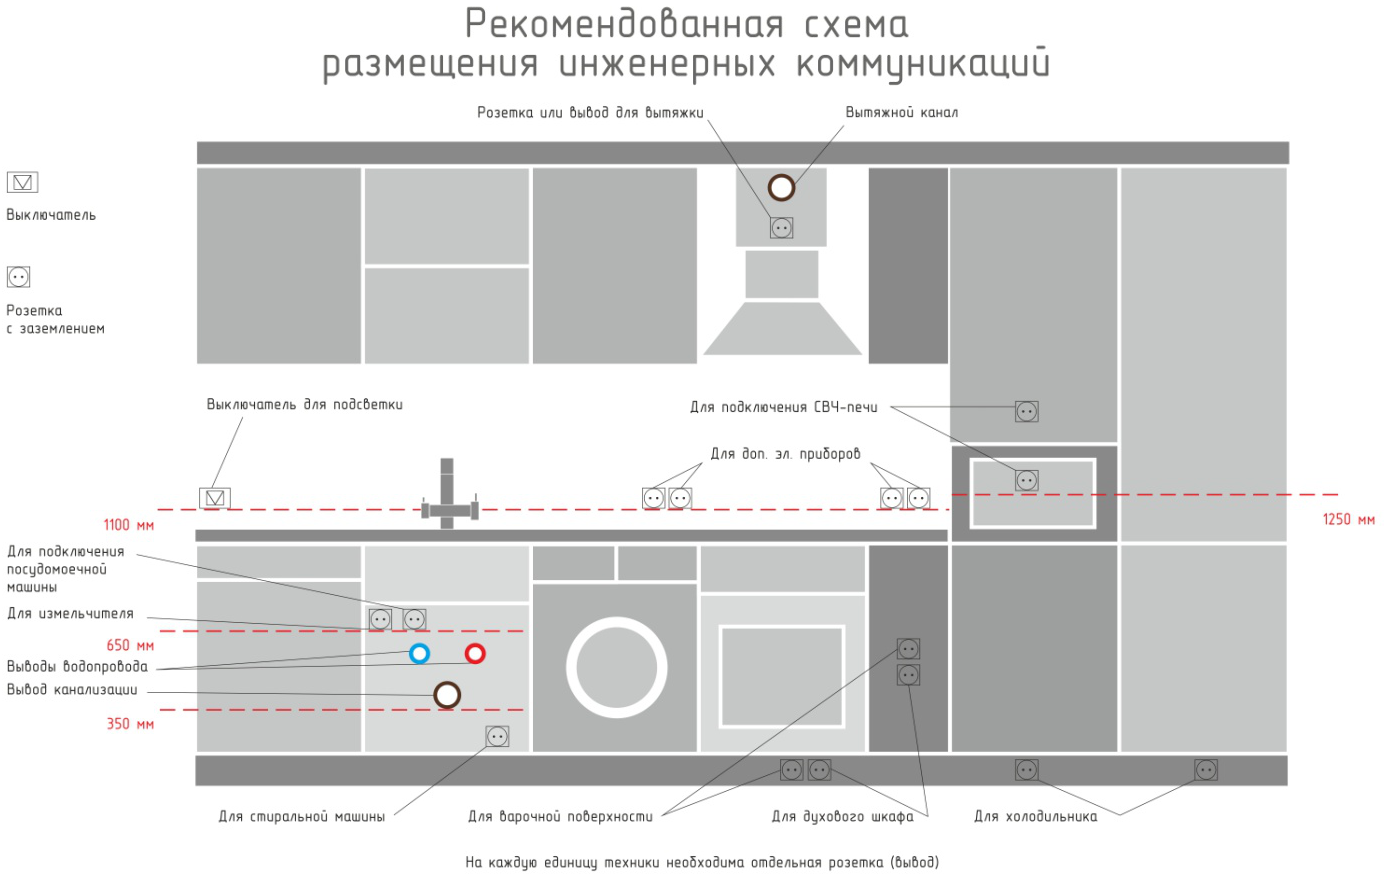 Рекомендованная схема
размещения инженерных коммуникаций
Розетка или вывод для вытяжки
Вытяжной канал
Выключатель
Розетка
с заземлением
Выключатель для подсветки
Для подключения СВЧ-печи
Для доп. эл. приборов
1100 мм
1250 мм
Для подключения
посудомоечной
машины
Для измельчителя
650 мм
Выводы водопровода
Вывод канализации
350 мм
Для стиральной машины
Для варочной поверхности
Для духового шкафа
Для холодильника
На каждую единицу техники необходима отдельная розетка (вывод)